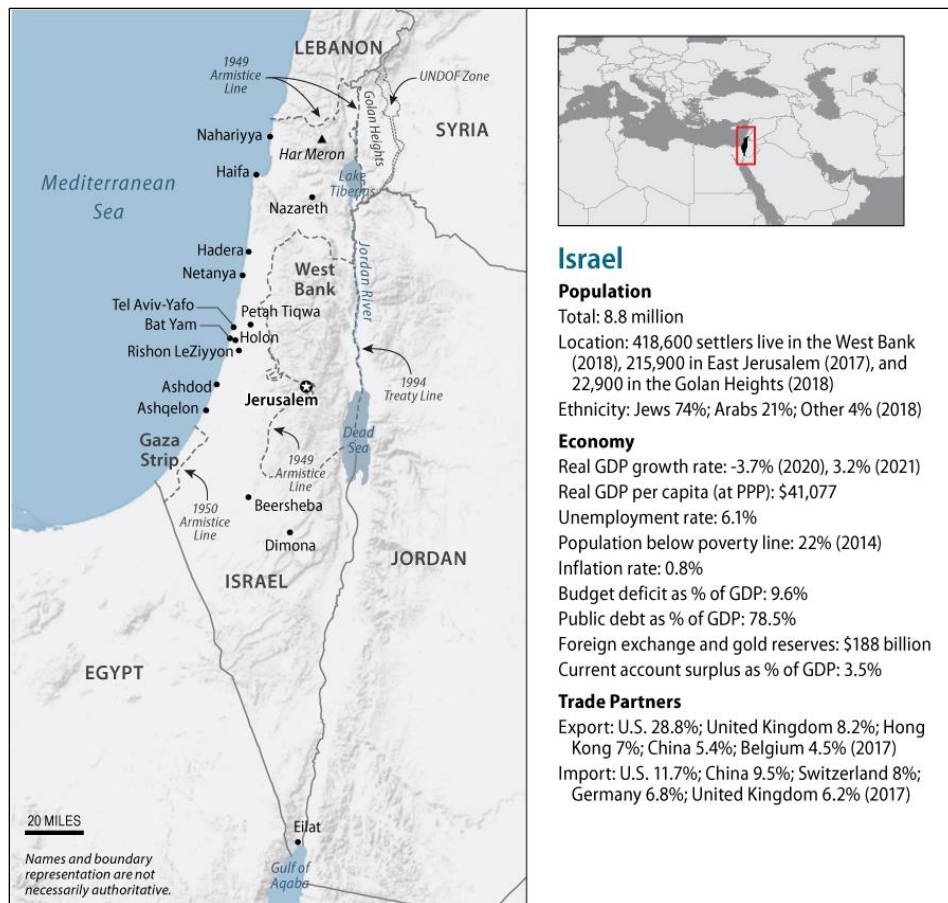 LEBANON
1949
Armistice
Line
UNDOF Zone
Golan Heights
SYRIA
Nahariyya
Har Meron
Haifa
Lake
Tiberias
Mediterranean
Sea
Nazareth
Jordan River
Hadera
West
Bank
Netanya
Tel Aviv-Yafo
Petah Tiqwa
Bat Yam
Holon
Rishon LeZiyyon
1994
Treaty Line
Ashdod
Jerusalem
Ashqelon
Dead
Sea
Gaza
Strip
1949
Armistice
Line
1950
Armistice
Line
Beersheba
Dimona
JORDAN
ISRAEL
EGYPT
20 MILES
Eilat
Names and boundary
representation are not
necessarily authoritative.
Gulf of
Aqaba
Israel
Population
Total: 8.8 million
Location: 418,600 settlers live in the West Bank
(2018), 215,900 in East Jerusalem (2017), and
22,900 in the Golan Heights (2018)
Ethnicity: Jews 74%; Arabs 21%; Other 4% (2018)
Economy
Real GDP growth rate: -3.7% (2020), 3.2% (2021)
Real GDP per capita (at PPP): $41,077
Unemployment rate: 6.1%
Population below poverty line: 22% (2014)
Inflation rate: 0.8%
Budget deficit as % of GDP: 9.6%
Public debt as % of GDP: 78.5%
Foreign exchange and gold reserves: $188 billion
Current account surplus as % of GDP: 3.5%
Trade Partners
Export: U.S. 28.8%; United Kingdom 8.2%; Hong
Kong 7%; China 5.4%; Belgium 4.5% (2017)
Import: U.S. 11.7%; China 9.5%; Switzerland 8%;
Germany 6.8%; United Kingdom 6.2% (2017)